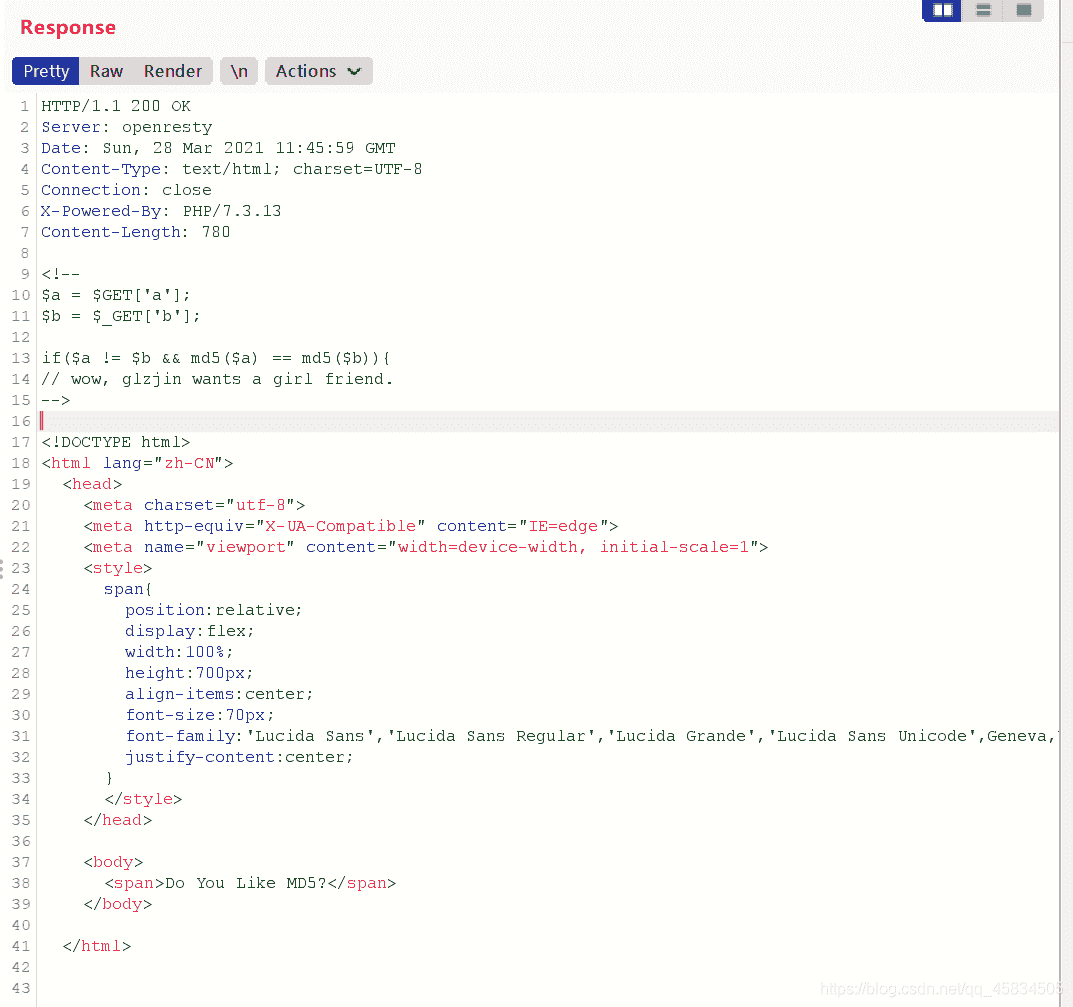 Response
Pretty Raw Render \n Actions
1 HTTP/1.1 200 OK
2 Server: openresty
3 Date: Sun, 28 Mar 2021 11:45:59 GMT
4 Content-Type: text/html; charset=UTF-8
5 Connection: close
6 X-Powered-By: PHP/7.3.13
7 Content-Length: 780
8
9 <!--
10 $a = $GET['a'];
11 $b = $_GET['b'];
12
13 if($a != $b && md5($a) == md5($b)){
14 // wow, glzjin wants a girl friend.
15 -->
16
17 <!DOCTYPE html>
18 <html lang="zh-CN">
19 <head>
20 <meta charset="utf-8">
21 <meta http-equiv="X-UA-Compatible" content="IE=edge">
22 <meta name="viewport" content="width=device-width, initial-scale=1">
23 <style>
24 span{
25 position:relative;
26 display:flex;
27 width:100%;
28 height:700px;
29 align-items:center;
30 font-size:70px;
31 font-family:'Lucida Sans','Lucida Sans Regular','Lucida Grande','Lucida Sans Unicode',Geneva,
32 justify-content:center;
33 }
34 </style>
35 </head>
36
37 <body>
38 <span>Do You Like MD5?</span>
39 </body>
40
41 </html>
42
43
https://blog.csdn.net/qq_45834505